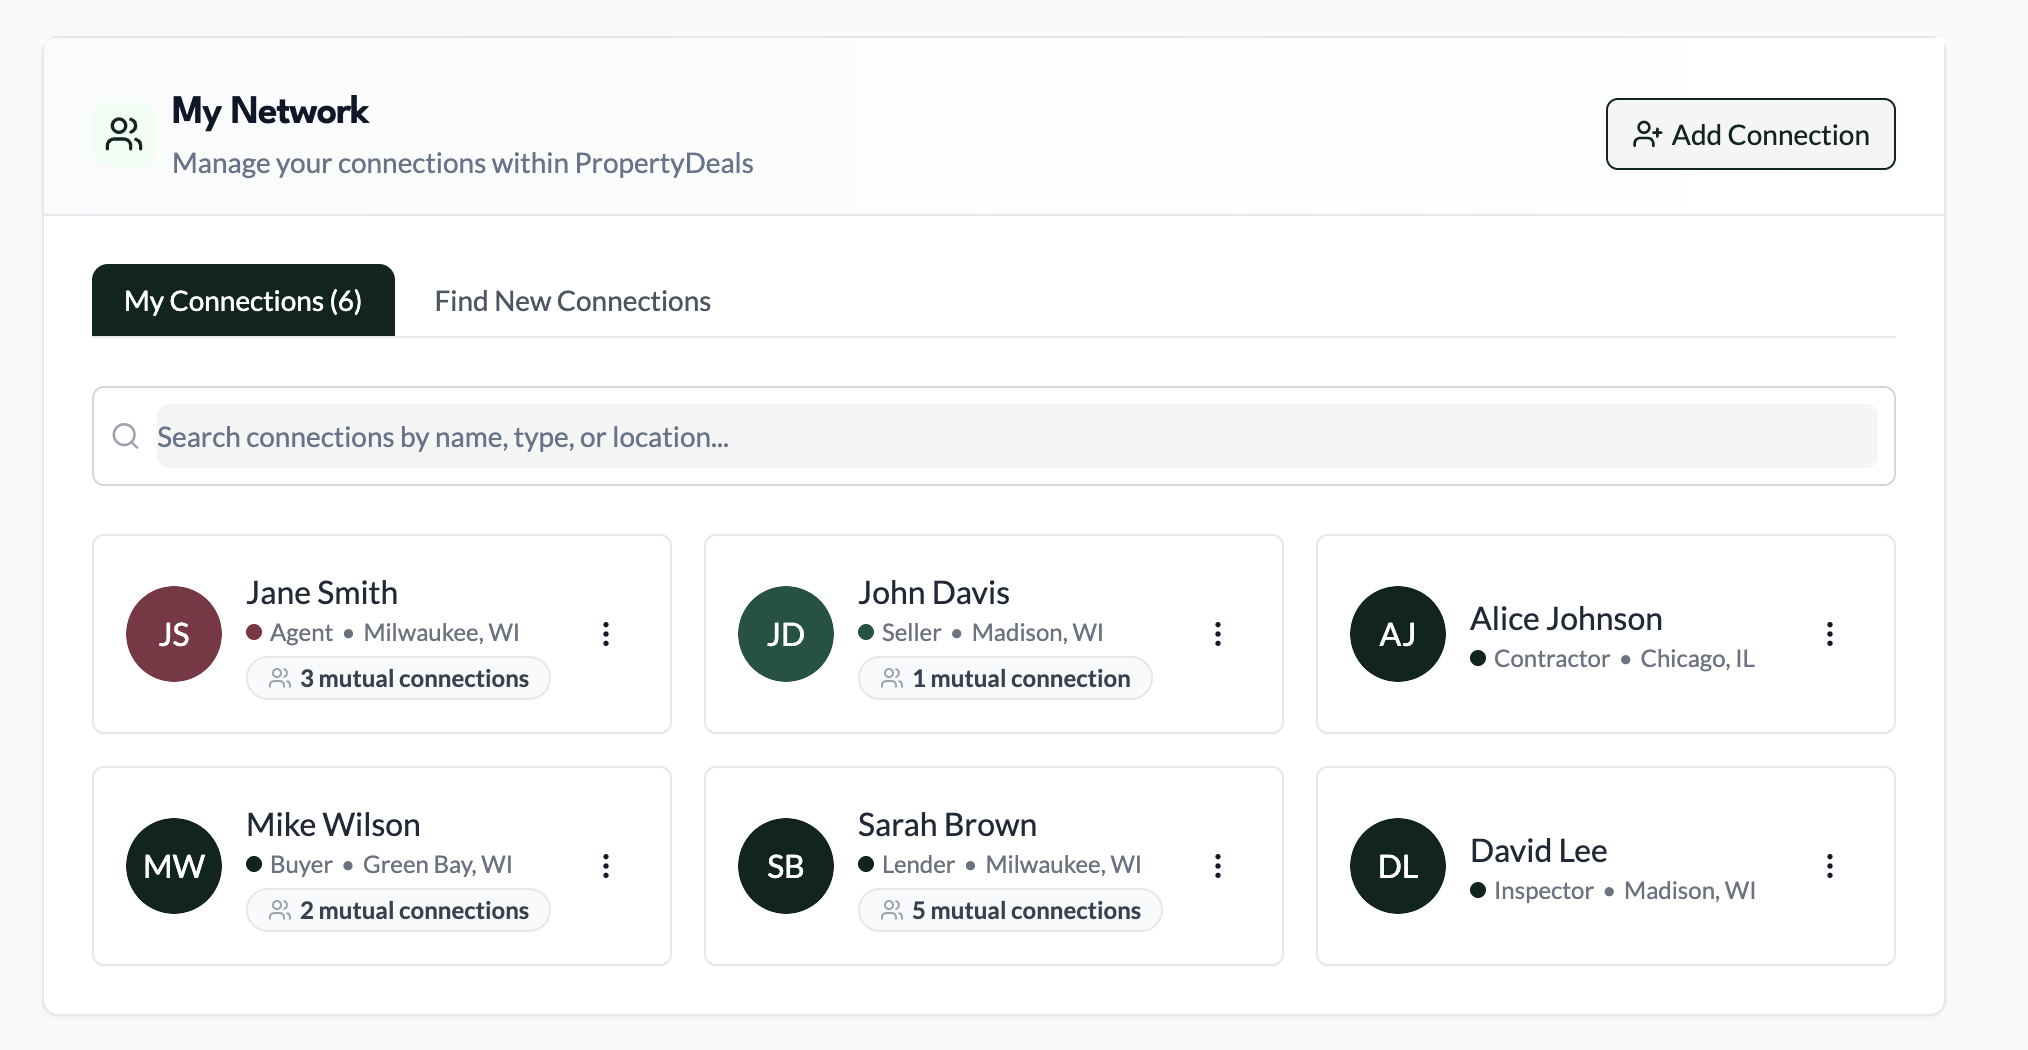 My Network
Manage your connections within PropertyDeals
Add Connection
My Connections (6)
Find New Connections
Search connections by name, type, or location...
JS
Jane Smith
Agent • Milwaukee, WI
3 mutual connections
JD
John Davis
Seller • Madison, WI
1 mutual connection
AJ
Alice Johnson
Contractor • Chicago, IL
MW
Mike Wilson
Buyer • Green Bay, WI
2 mutual connections
SB
Sarah Brown
Lender • Milwaukee, WI
5 mutual connections
DL
David Lee
Inspector • Madison, WI